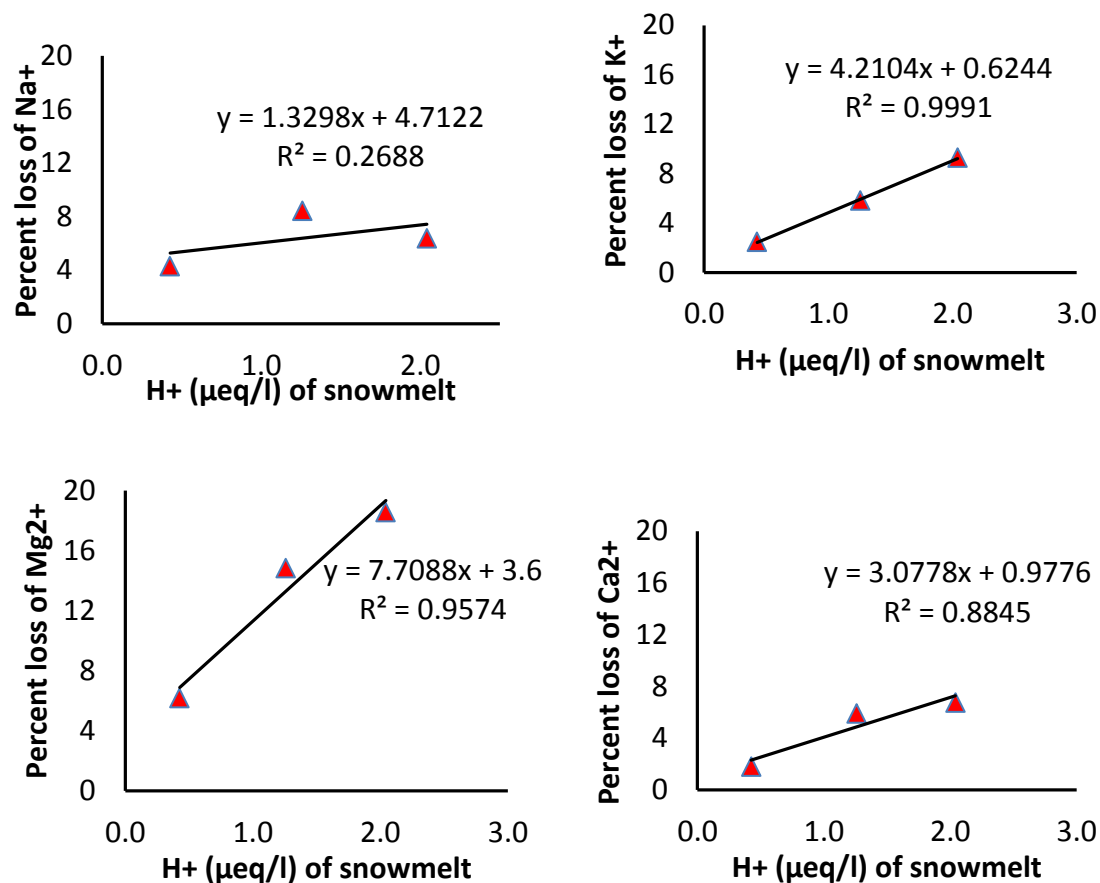 Percent loss of Na+
20
16
12
8
4
0
y = 1.3298x + 4.7122
R² = 0.2688
0.0 1.0 2.0
H+ (µeq/l) of snowmelt
Percent loss of K+
20
16
12
8
4
0
y = 4.2104x + 0.6244
R² = 0.9991
0.0 1.0 2.0 3.0
H+ (µeq/l) of snowmelt
Percent loss of Mg2+
20
16
12
8
4
0
y = 7.7088x + 3.6
R² = 0.9574
0.0 1.0 2.0 3.0
H+ (µeq/l) of snowmelt
Percent loss of Ca2+
20
16
12
8
4
0
y = 3.0778x + 0.9776
R² = 0.8845
0.0 1.0 2.0 3.0
H+ (µeq/l) of snowmelt